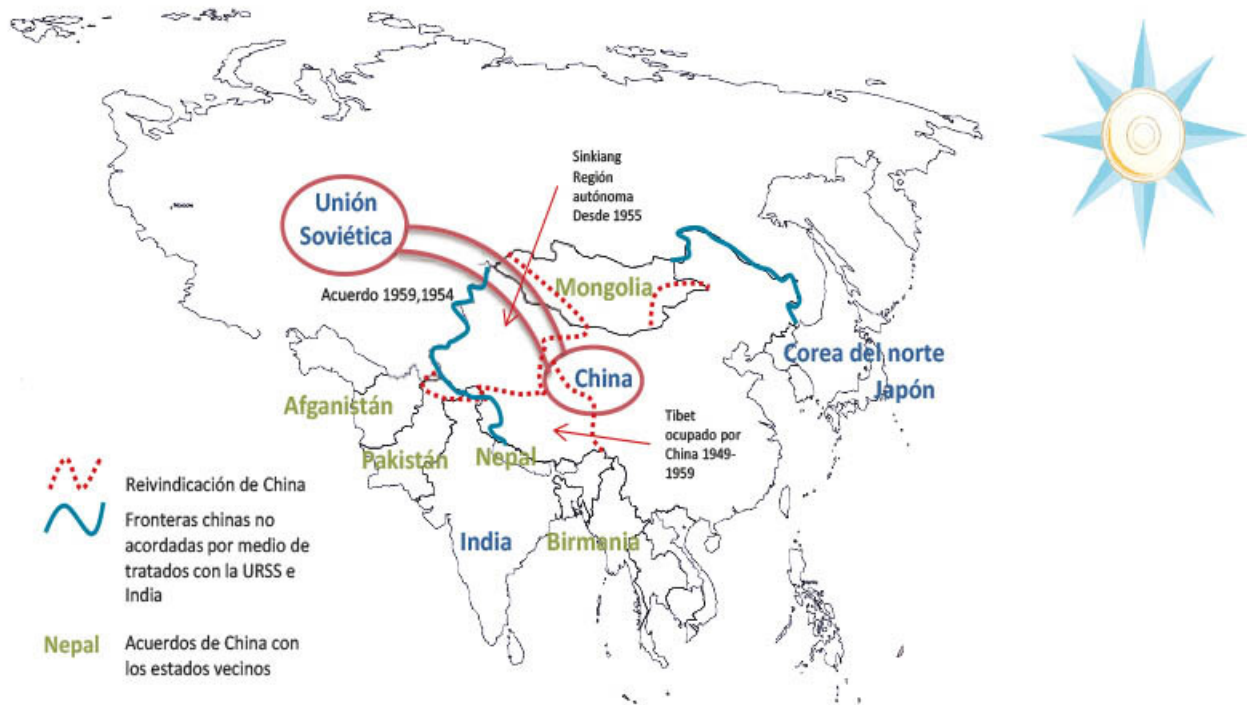 Sinkiang
Región
autónoma
Desde 1955
Unión
Soviética
Mongolia
Acuerdo 1959,1954
Corea del norte
Japón
China
Afganistán
Tibet
ocupado por
China 1949-
1959
Pakistán
Nepal
Reivindicación de China
Fronteras chinas no
acordadas por medio de
tratados con la URSS e
India
India
Birmania
Nepal
Acuerdos de China con
los estados vecinos